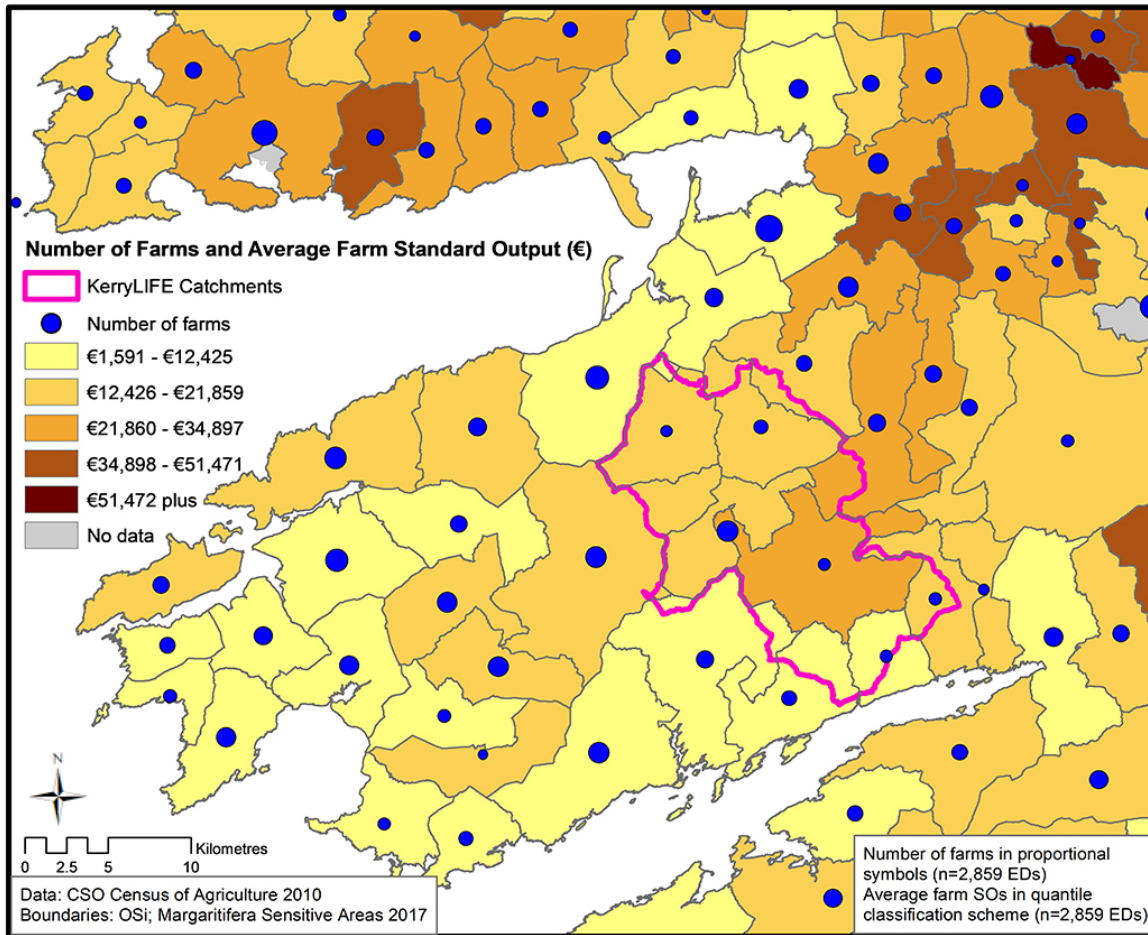 Number of Farms and Average Farm Standard Output (€)
KerryLIFE Catchments
Number of farms
€1,591 - €12,425
€12,426 - €21,859
€21,860 - €34,897
€34,898 - €51,471
€51,472 plus
No data
N
Kilometres
0 2.5 5 10
Data: CSO Census of Agriculture 2010
Boundaries: OSi; Margaritifera Sensitive Areas 2017
Number of farms in proportional
symbols (n=2,859 EDs)
Average farm SOs in quantile
classification scheme (n=2,859 EDs)